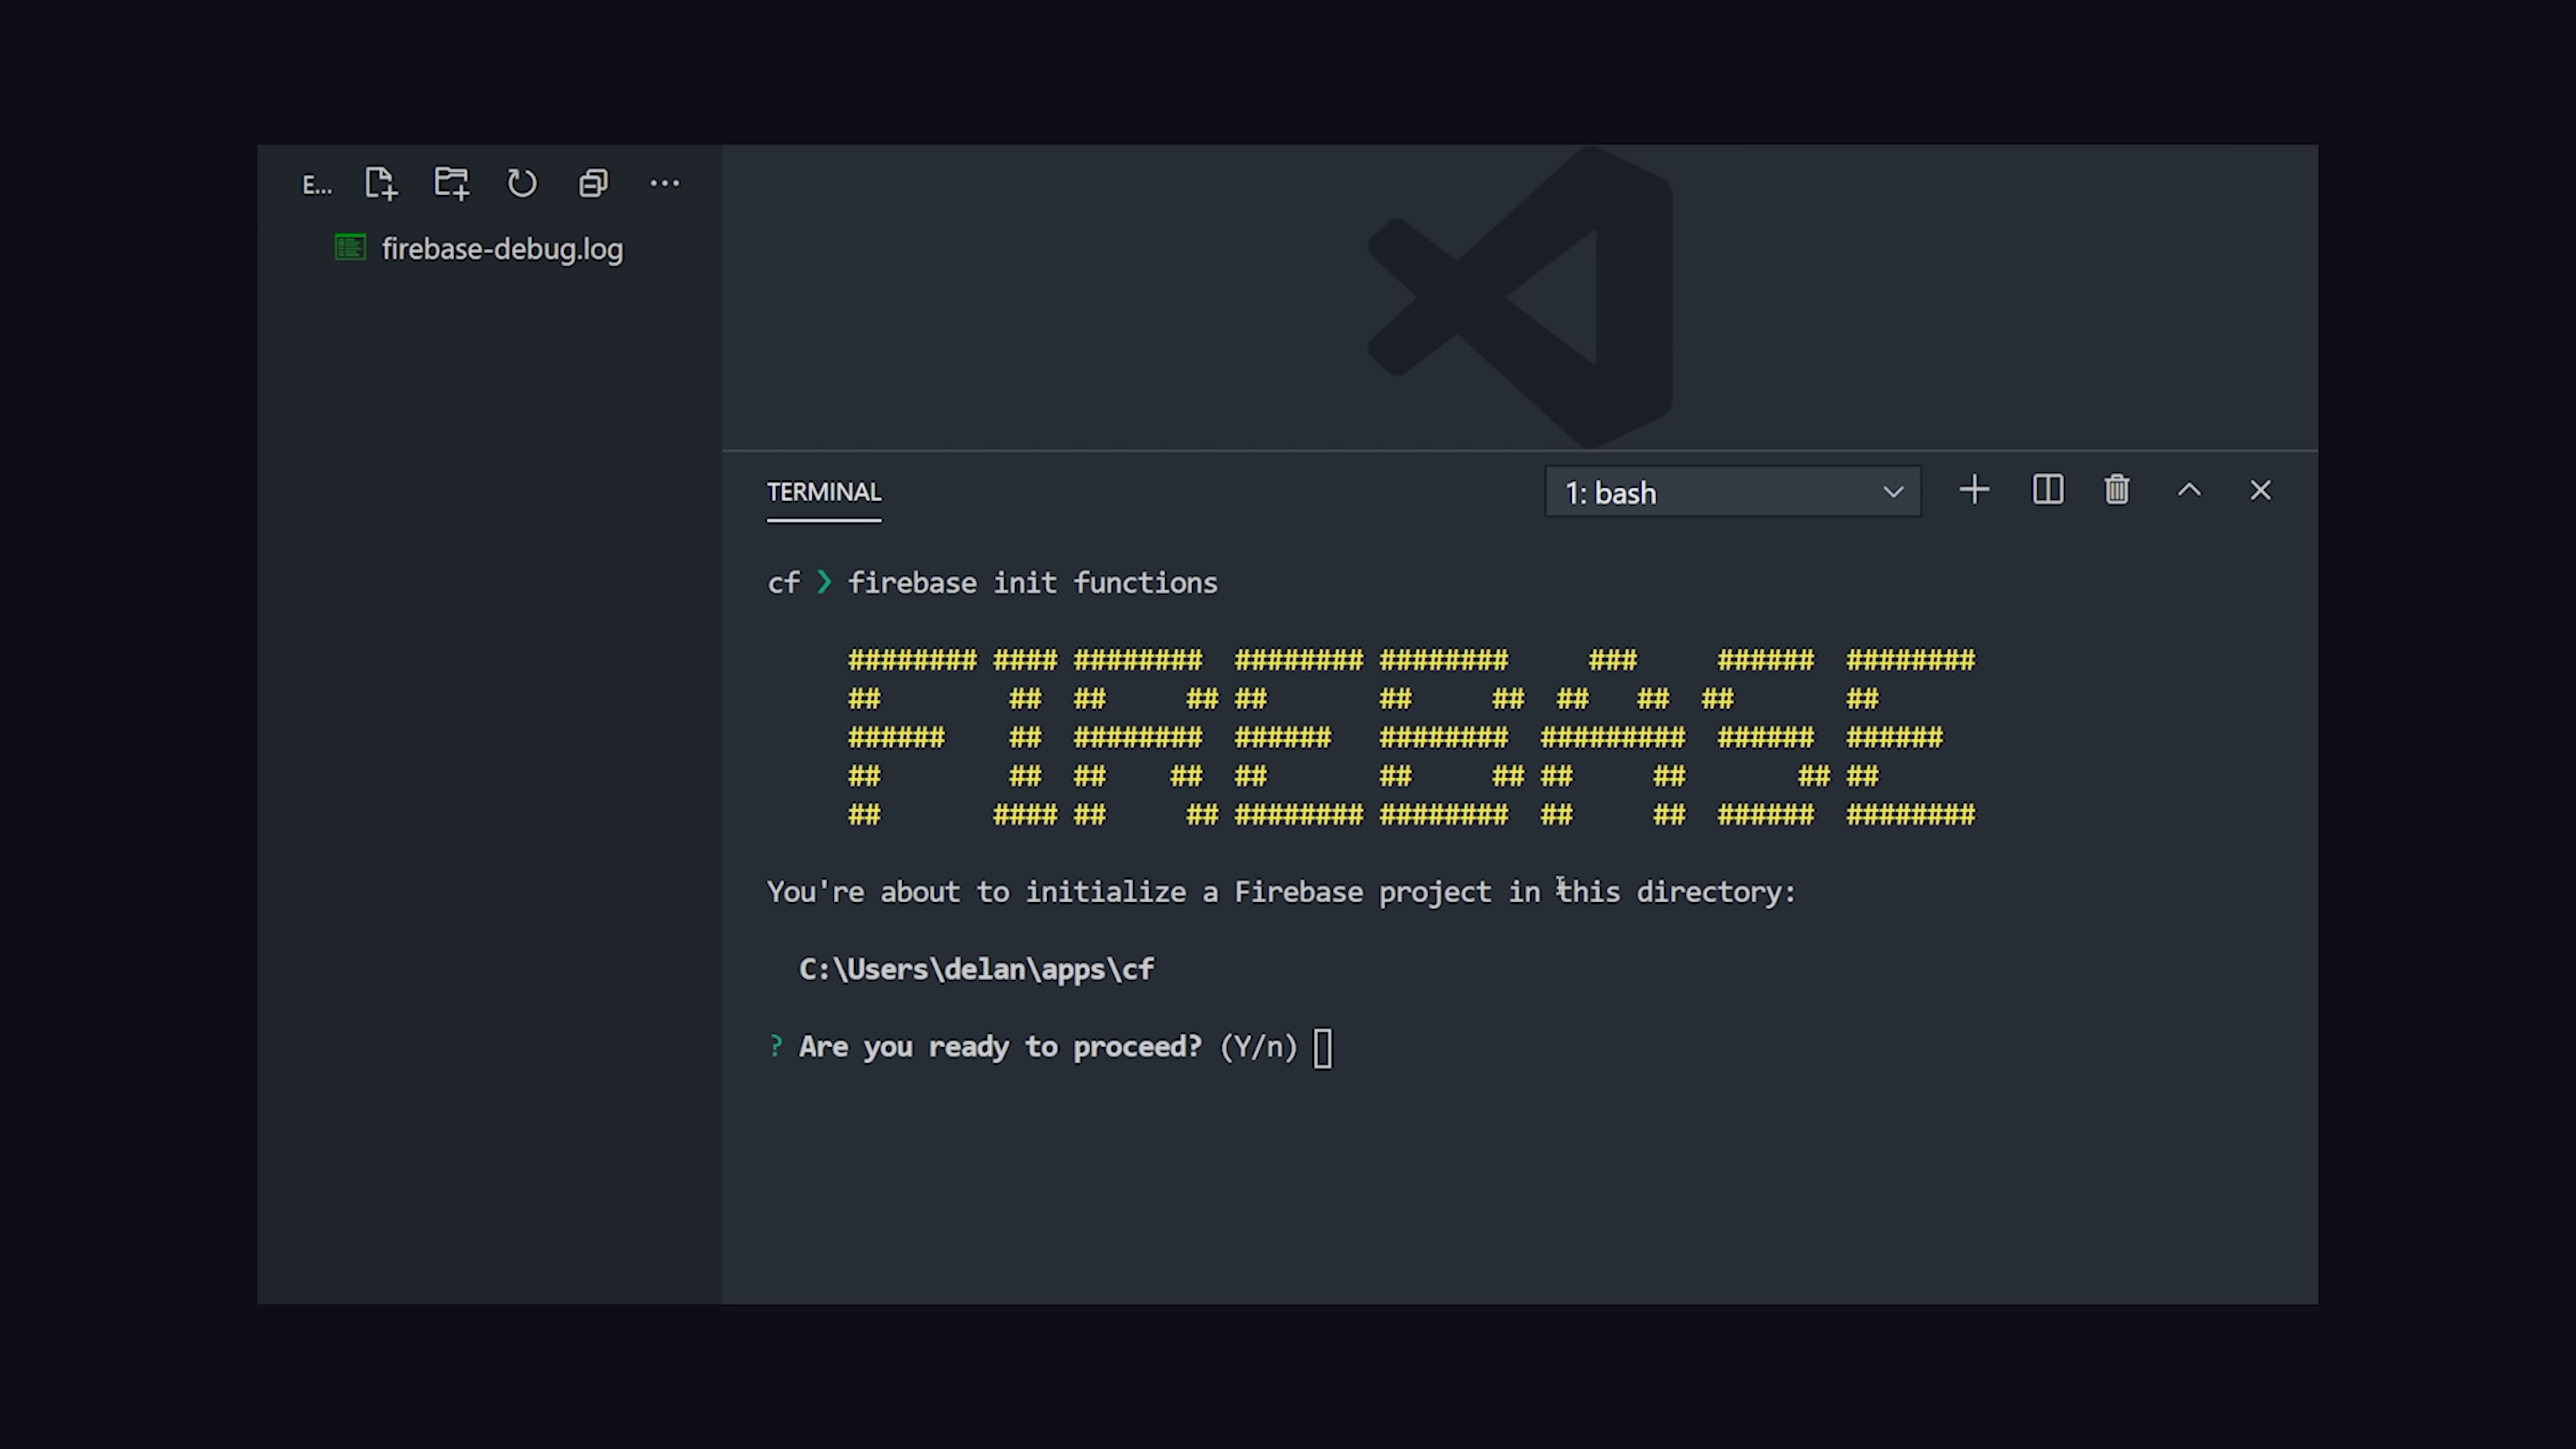 E...
firebase-debug.log
TERMINAL
1: bash
cf ❯ firebase init functions
######## #### ########  ######## ########     ###     ######  ########
##        ##  ##     ## ##       ##     ##  ##   ##  ##       ##
######    ##  ########  ######   ########  #########  ######  ######
##        ##  ##    ##  ##       ##     ## ##     ##       ## ##
##       #### ##     ## ######## ########  ##     ##  ######  ########
You're about to initialize a Firebase project in this directory:
C:\Users\delan\apps\cf
? Are you ready to proceed? (Y/n)